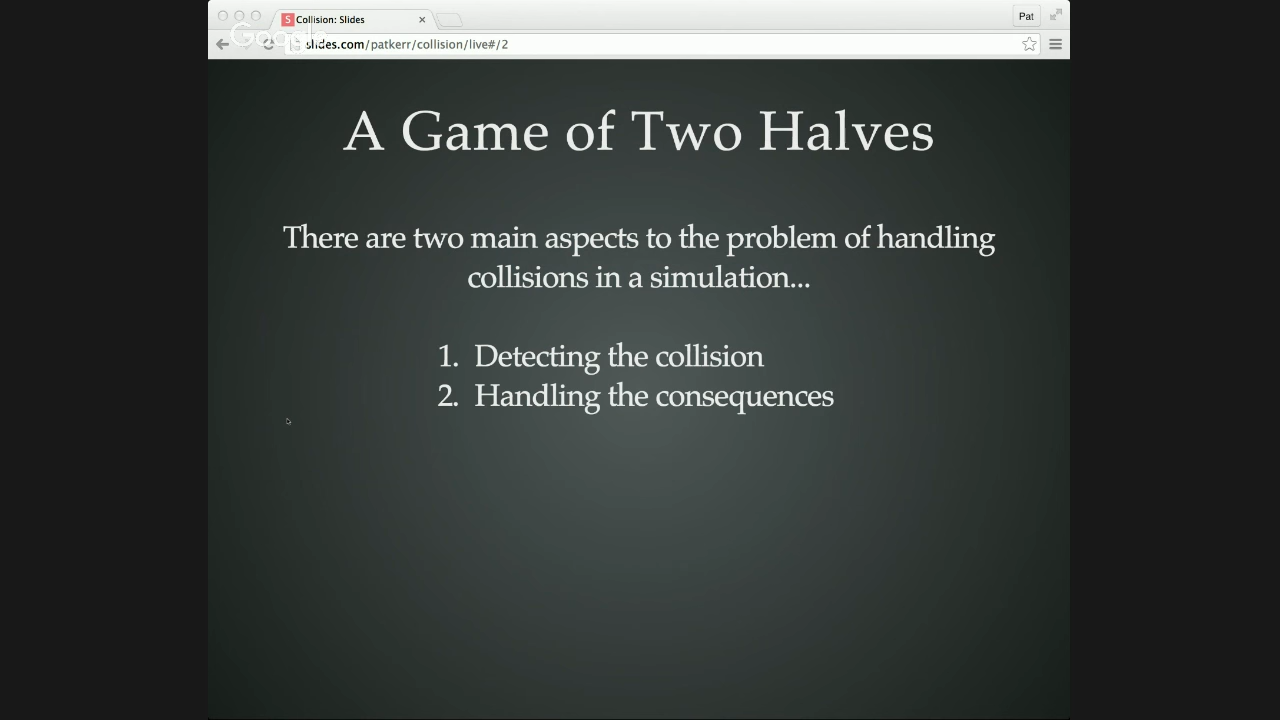 Collision: Slides
Pat
Google
slides.com/patkerr/collision/live#/2
A Game of Two Halves
There are two main aspects to the problem of handling
collisions in a simulation...
1. Detecting the collision
2. Handling the consequences